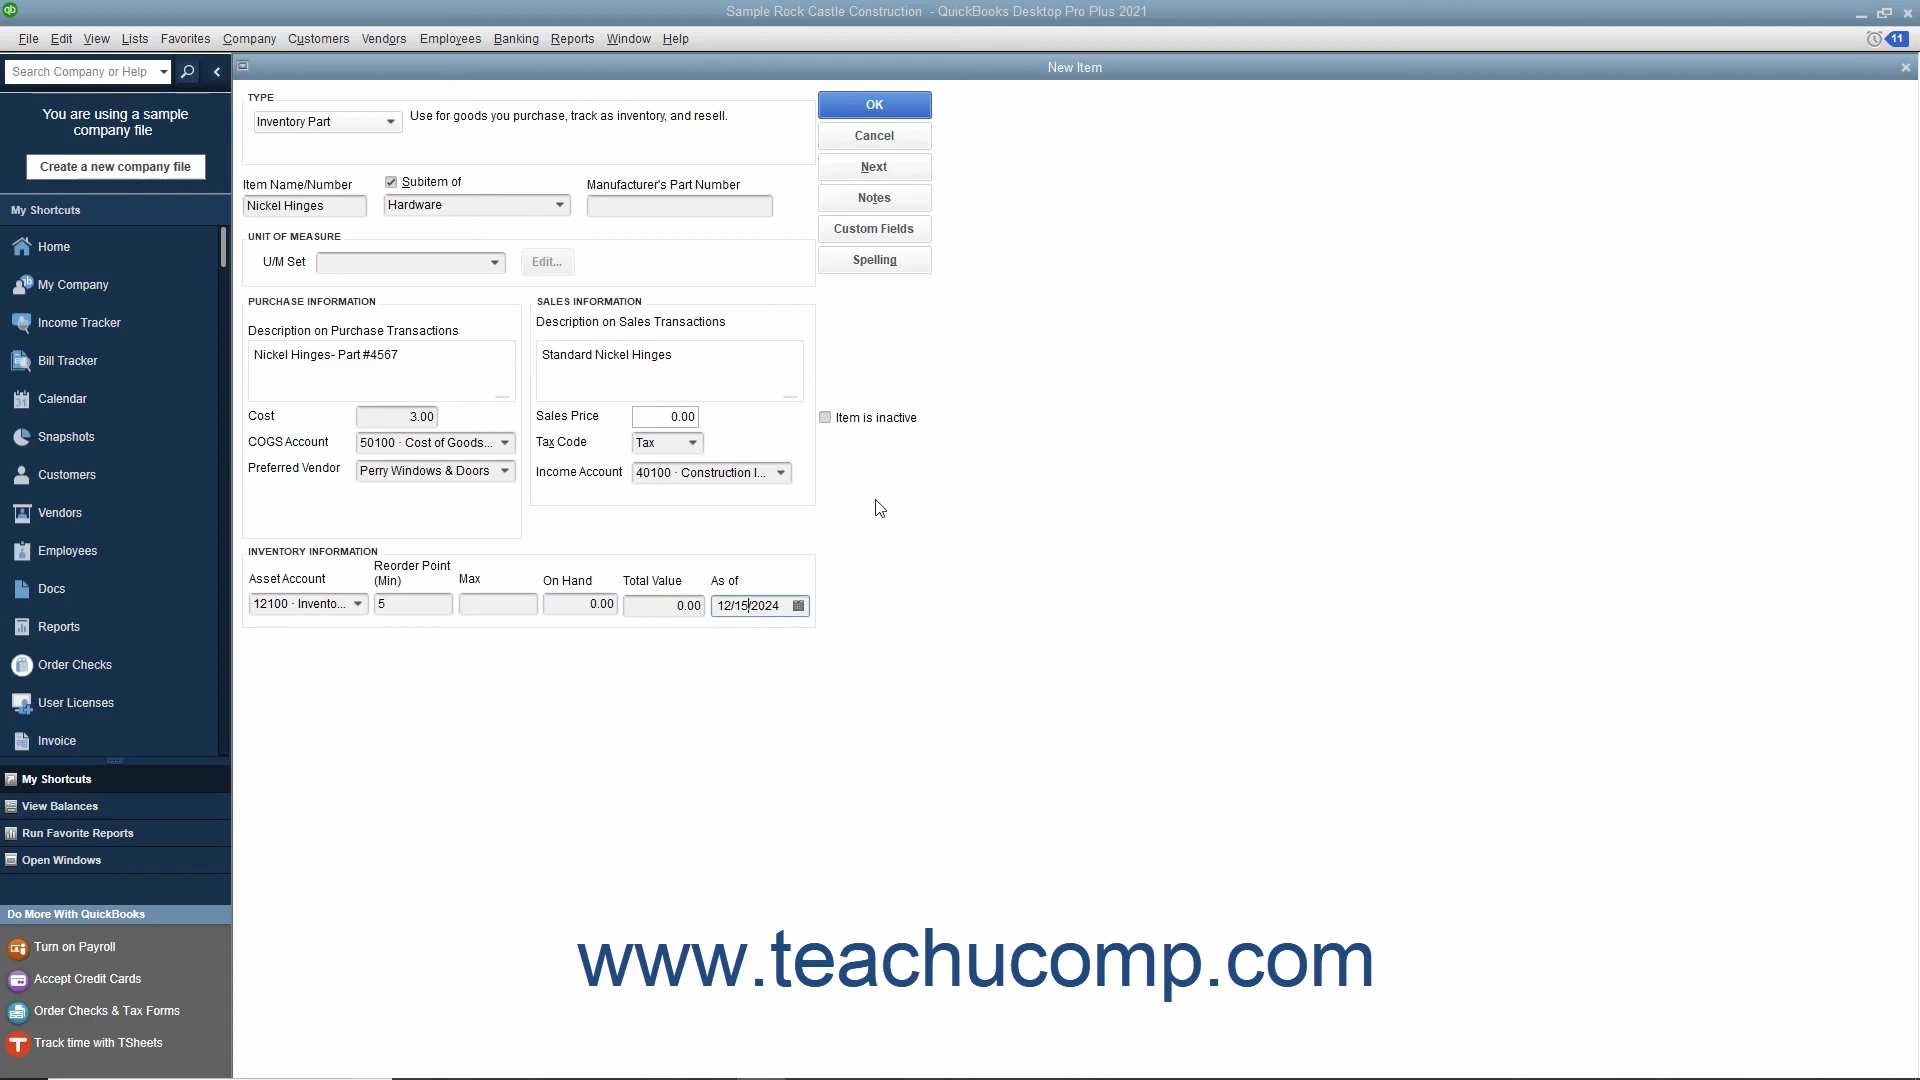 Sample Rock Castle Construction - QuickBooks Desktop Pro Plus 2021
File Edit View Lists Favorites Company Customers Vendors Employees Banking Reports Window Help
11
Search Company or Help
New Item
You are using a sample
company file
Create a new company file
My Shortcuts
Home
My Company
Income Tracker
Bill Tracker
Calendar
Snapshots
Customers
Vendors
Employees
Docs
Reports
Order Checks
User Licenses
Invoice
My Shortcuts
View Balances
Run Favorite Reports
Open Windows
Do More With QuickBooks
Turn on Payroll
Accept Credit Cards
Order Checks & Tax Forms
Track time with TSheets
TYPE
Inventory Part
Use for goods you purchase, track as inventory, and resell.
OK
Cancel
Next
Notes
Custom Fields
Spelling
Item Name/Number
Subitem of
Manufacturer's Part Number
Nickel Hinges
Hardware
UNIT OF MEASURE
U/M Set
Edit...
PURCHASE INFORMATION
Description on Purchase Transactions
Nickel Hinges- Part #4567
Cost 3.00
COGS Account 50100 · Cost of Goods...
Preferred Vendor Perry Windows & Doors
SALES INFORMATION
Description on Sales Transactions
Standard Nickel Hinges
Sales Price 0.00
Tax Code Tax
Income Account 40100 · Construction I...
Item is inactive
INVENTORY INFORMATION
Asset Account
Reorder Point
(Min)
Max
On Hand
Total Value
As of
12100 · Invento...
5
0.00
0.00
12/15/2024
www.teachucomp.com